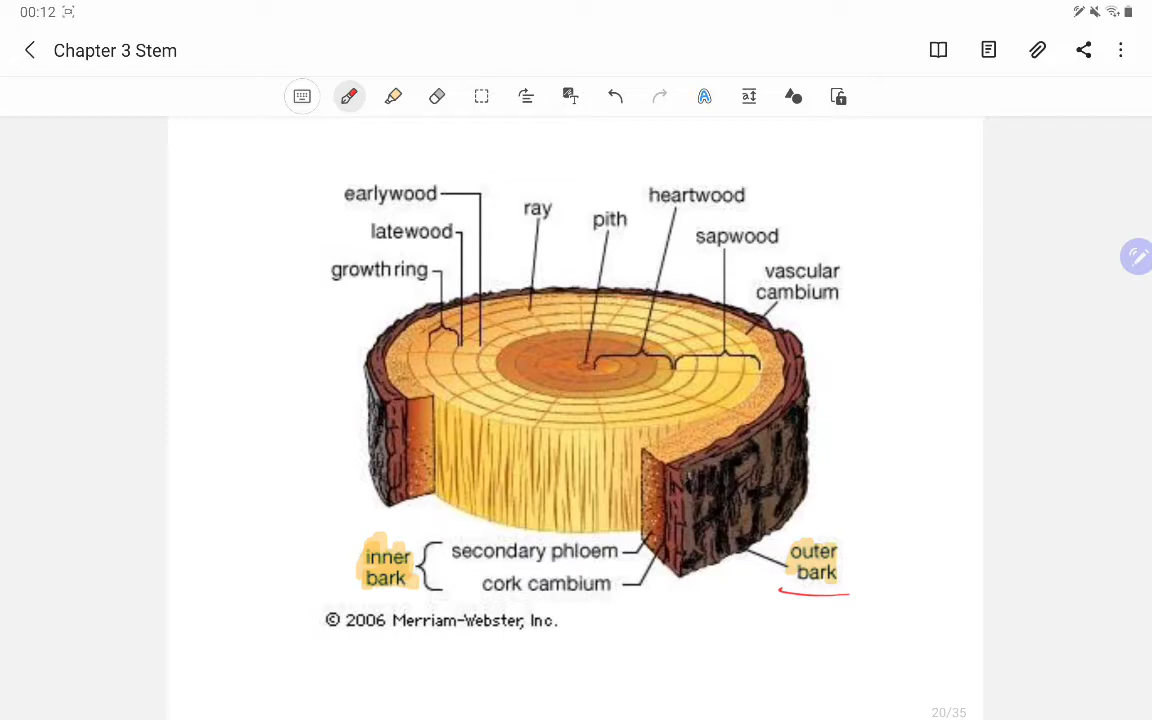 00:12
Chapter 3 Stem
earlywood
ray
heartwood
pith
latewood
sapwood
growth ring
vascular
cambium
inner
bark
secondary phloem
cork cambium
outer
bark
© 2006 Merriam-Webster, Inc.
20/35